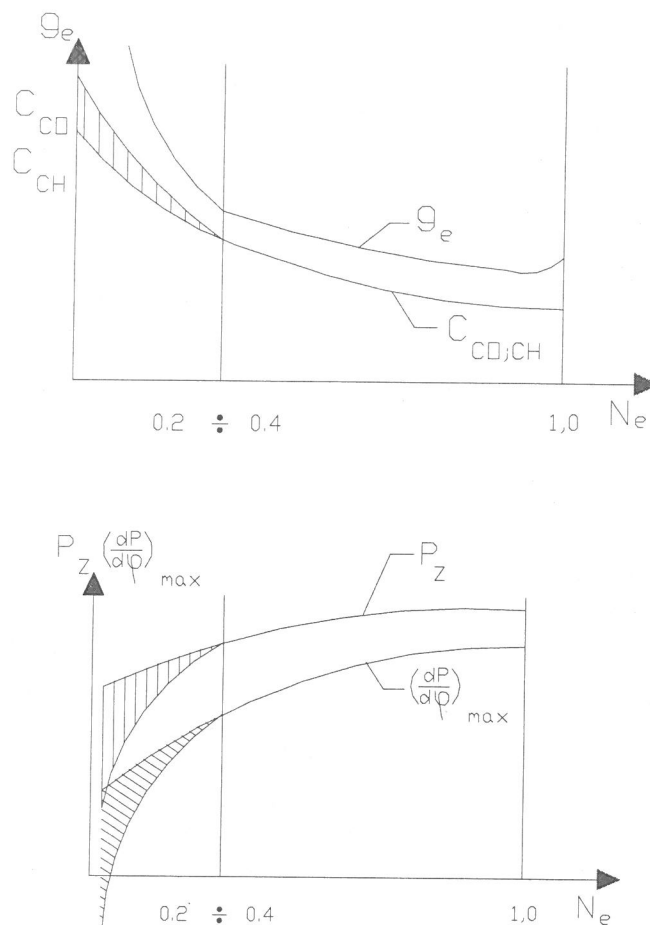 g_e
C_CO
C_CH
g_e
C_CO;CH
0.2 ÷ 0.4
1,0 N_e
P_Z (dP/dφ)_max
P_Z
(dP/dφ)_max
0.2 ÷ 0.4
1,0 N_e